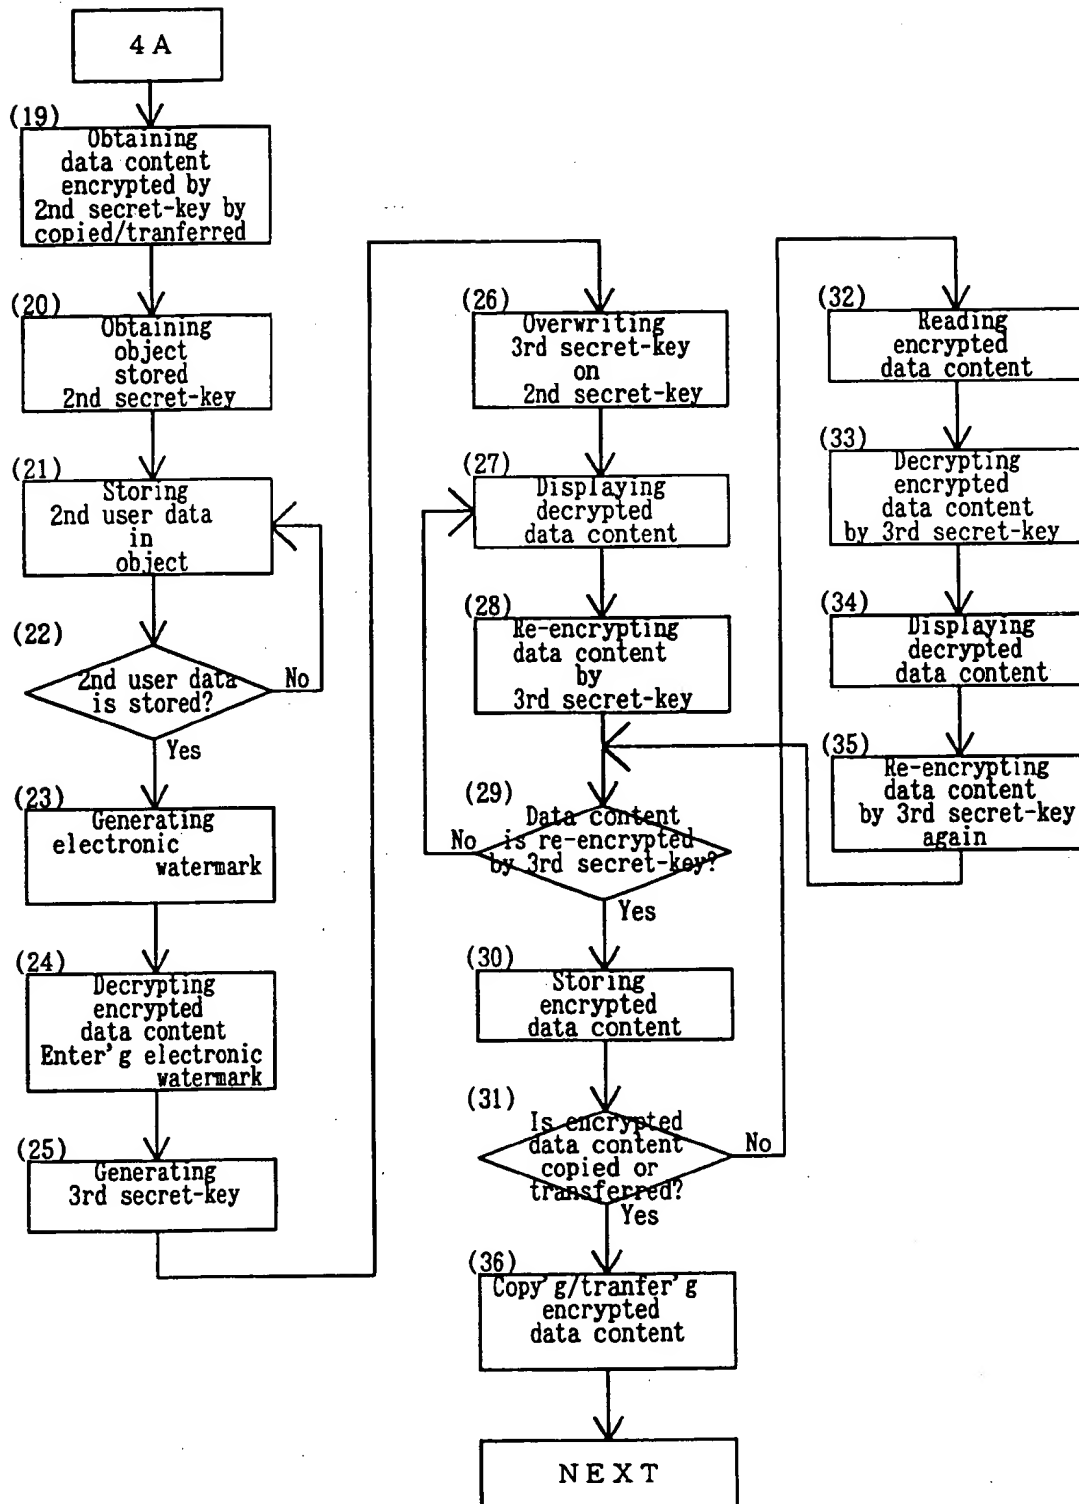 4 A
(19)
Obtaining
data content
encrypted by
2nd secret-key by
copied/tranferred
(20)
Obtaining
object
stored
2nd secret-key
(21)
Storing
2nd user data
in
object
(22)
2nd user data
is stored?
No
Yes
(23)
Generating
electronic
watermark
(24)
Decrypting
encrypted
data content
Enter'g electronic
watermark
(25)
Generating
3rd secret-key
(26)
Overwriting
3rd secret-key
on
2nd secret-key
(27)
Displaying
decrypted
data content
(28)
Re-encrypting
data content
by
3rd secret-key
(29)
Data content
is re-encrypted
by 3rd secret-key?
No
Yes
(30)
Storing
encrypted
data content
(31)
Is encrypted
data content
copied or
transferred?
No
Yes
(36)
Copy'g/tranfer'g
encrypted
data content
NEXT
(32)
Reading
encrypted
data content
(33)
Decrypting
encrypted
data content
by 3rd secret-key
(34)
Displaying
decrypted
data content
(35)
Re-encrypting
data content
by 3rd secret-key
again